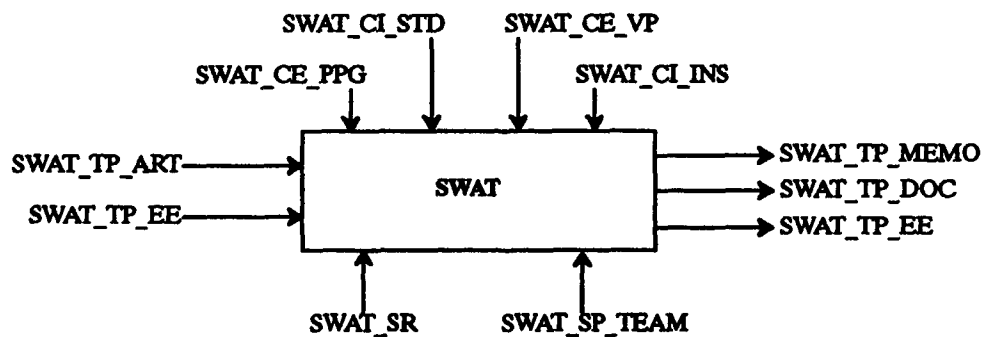 SWAT_CI_STD
SWAT_CE_VP
SWAT_CE_PPG
SWAT_CI_INS
SWAT_TP_ART
SWAT_TP_MEMO
SWAT
SWAT_TP_DOC
SWAT_TP_EE
SWAT_TP_EE
SWAT_SR
SWAT_SP_TEAM